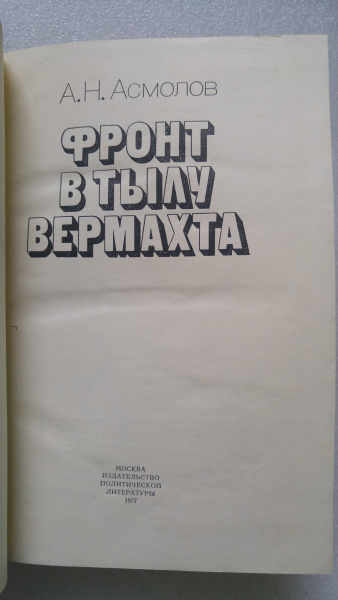 А.Н.Асмолов
ФРОНТ
В ТЫЛУ
ВЕРМАХТА
МОСКВА
ИЗДАТЕЛЬСТВО
ПОЛИТИЧЕСКОЙ
ЛИТЕРАТУРЫ
1977